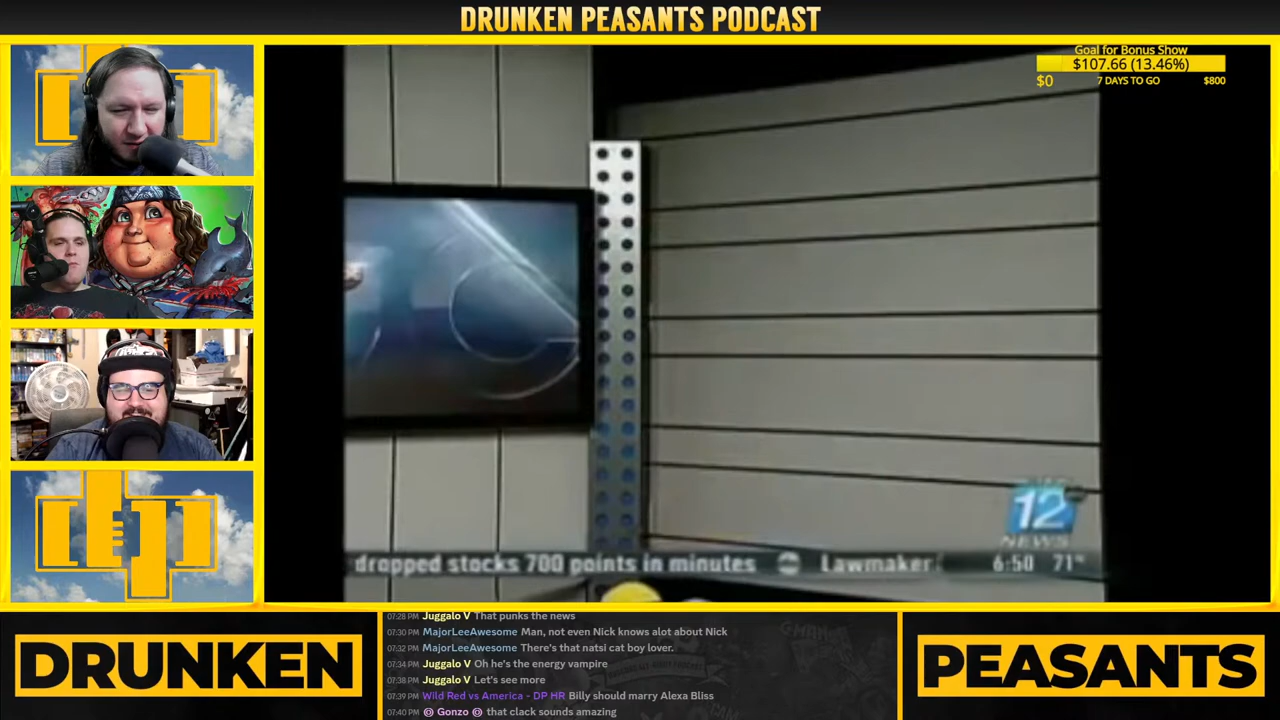 DRUNKEN PEASANTS PODCAST
Goal for Bonus Show
$107.66 (13.46%)
$0 7 DAYS TO GO $800
12
NEWS
dropped stocks 700 points in minutes abc Lawmaker
6:50 71°
07:28 PM Juggalo V That punks the news
07:30 PM MajorLeeAwesome Man, not even Nick knows alot about Nick
07:32 PM MajorLeeAwesome There's that natsi cat boy lover.
07:34 PM Juggalo V Oh he's the energy vampire
07:38 PM Juggalo V Let's see more
07:39 PM Wild Red vs America - DP HR Billy should marry Alexa Bliss
07:40 PM @ Gonzo @ that clack sounds amazing
DRUNKEN
PEASANTS